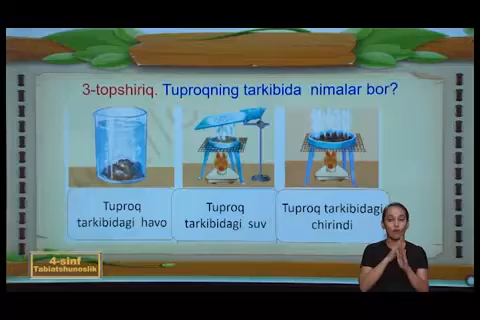 3-topshiriq. Tuproqning tarkibida nimalar bor?
Tuproq
tarkibidagi havo
Tuproq
tarkibidagi suv
Tuproq tarkibidagi
chirindi
4-sinf
Tabiatshunoslik